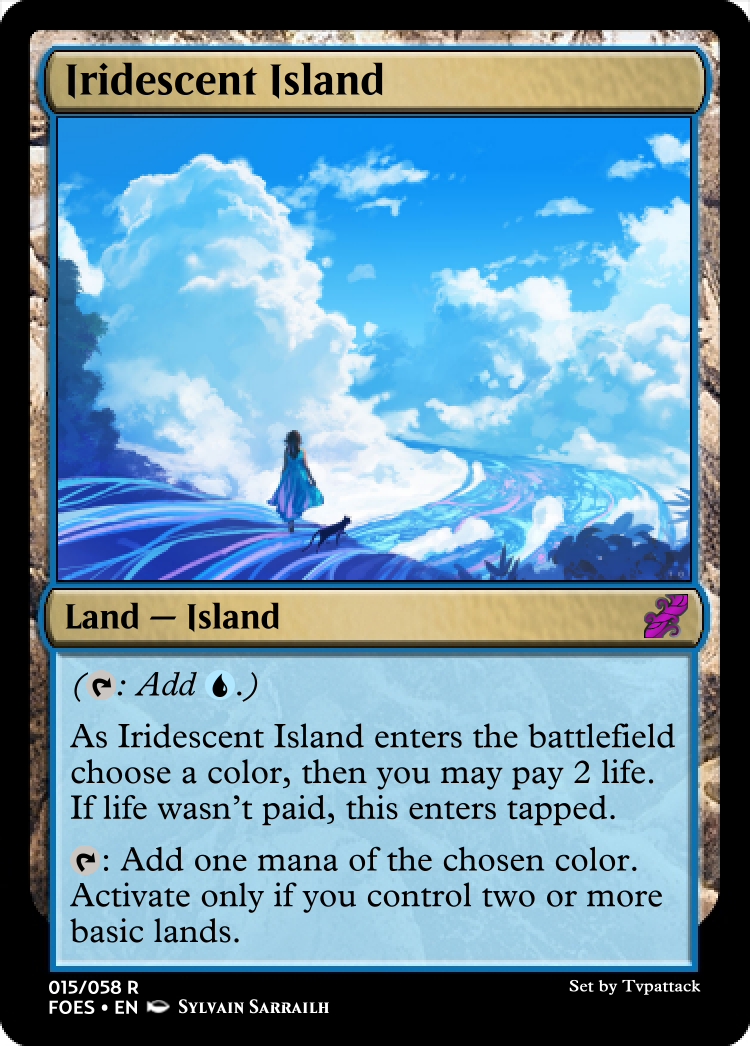 Iridescent Island
Land — Island
(: Add .)
As Iridescent Island enters the battlefield
choose a color, then you may pay 2 life.
If life wasn't paid, this enters tapped.
: Add one mana of the chosen color.
Activate only if you control two or more
basic lands.
015/058 R
Set by Tvpattack
FOES • EN Sylvain Sarrailh